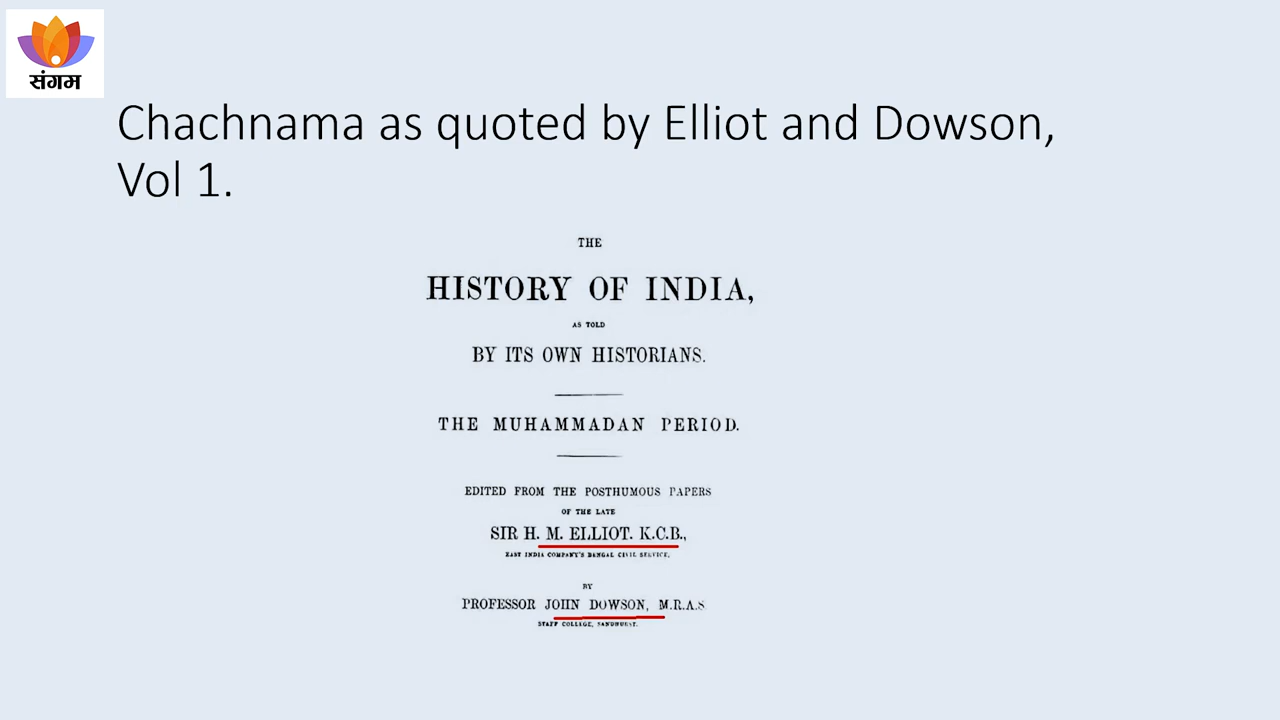 संगम
Chachnama as quoted by Elliot and Dowson,
Vol 1.
THE
HISTORY OF INDIA,
AS TOLD
BY ITS OWN HISTORIANS.
THE MUHAMMADAN PERIOD.
EDITED FROM THE POSTHUMOUS PAPERS
OF THE LATE
SIR H. M. ELLIOT. K.C.B.,
EAST INDIA COMPANY'S BENGAL CIVIL SERVICE,
BY
PROFESSOR JOHN DOWSON, M.R.A.S
STAFF COLLEGE, SANDHURST.